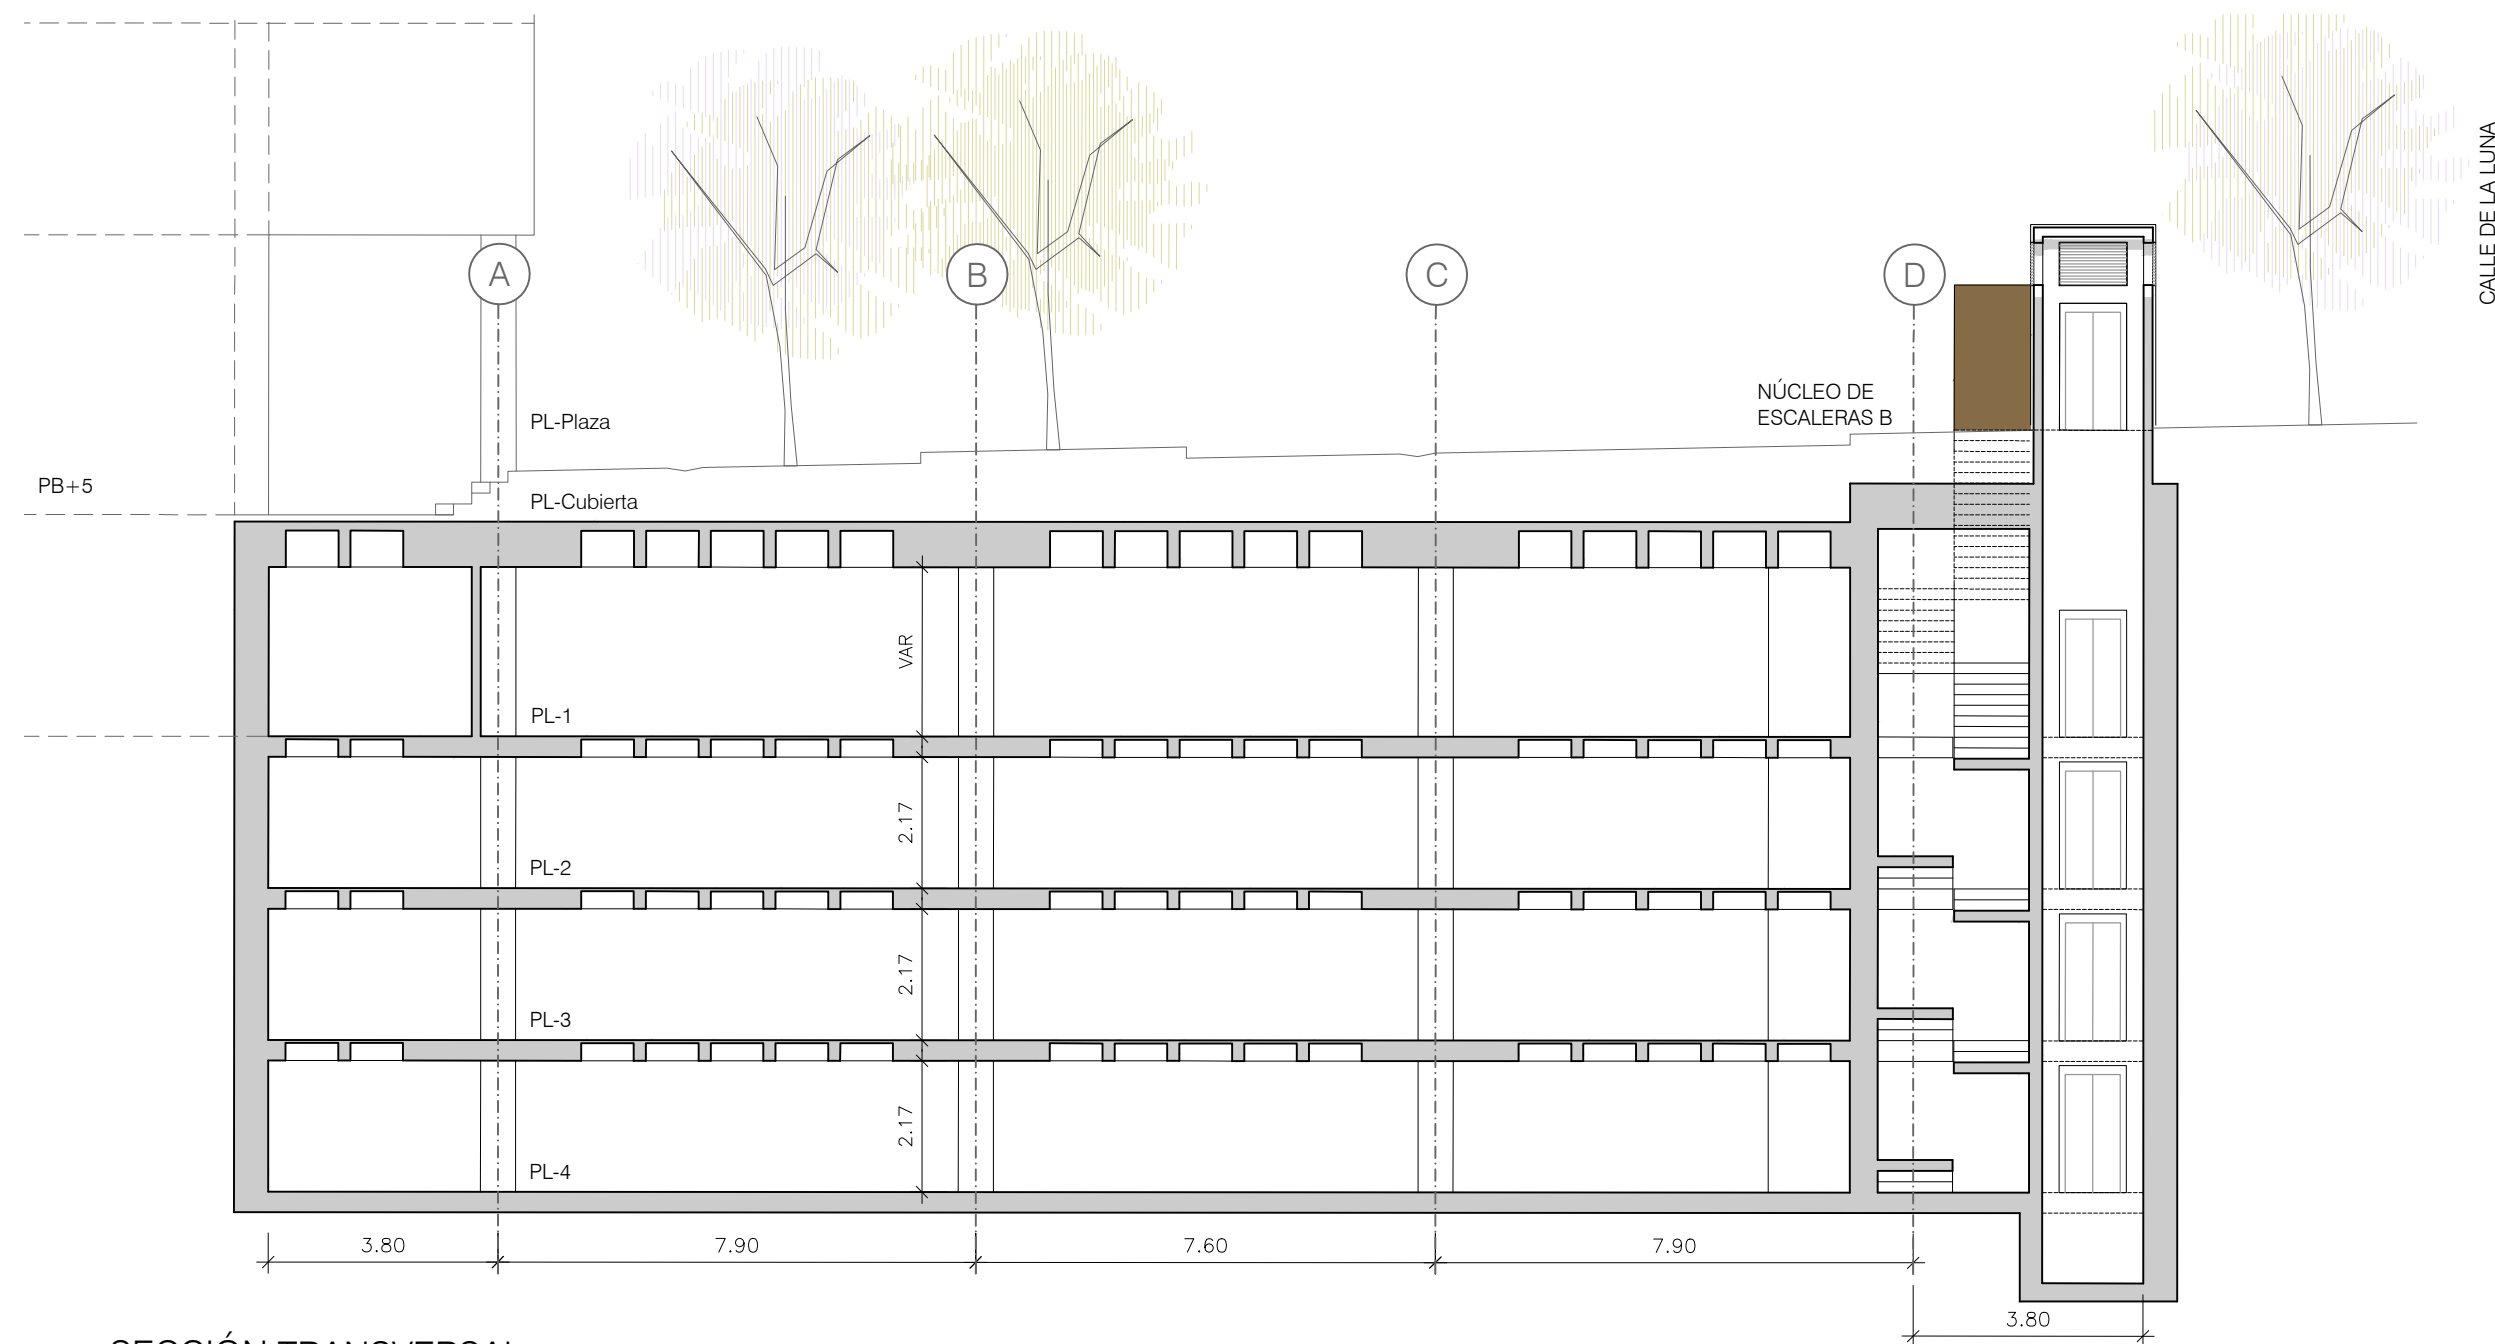 CALLE DE LA LUNA
A
B
C
D
NÚCLEO DE
ESCALERAS B
PL-Plaza
PB+5
PL-Cubierta
VAR
PL-1
2.17
PL-2
2.17
PL-3
2.17
PL-4
3.80
7.90
7.60
7.90
3.80
SECCIÓN TRANSVERSAL